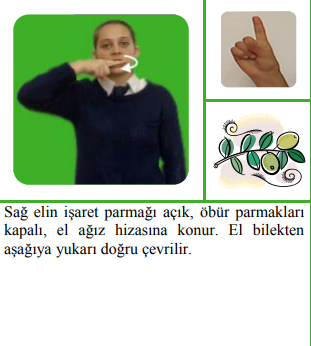 Sağ elin işaret parmağı açık, öbür parmakları
kapalı, el ağız hizasına konur. El bilekten
aşağıya yukarı doğru çevrilir.